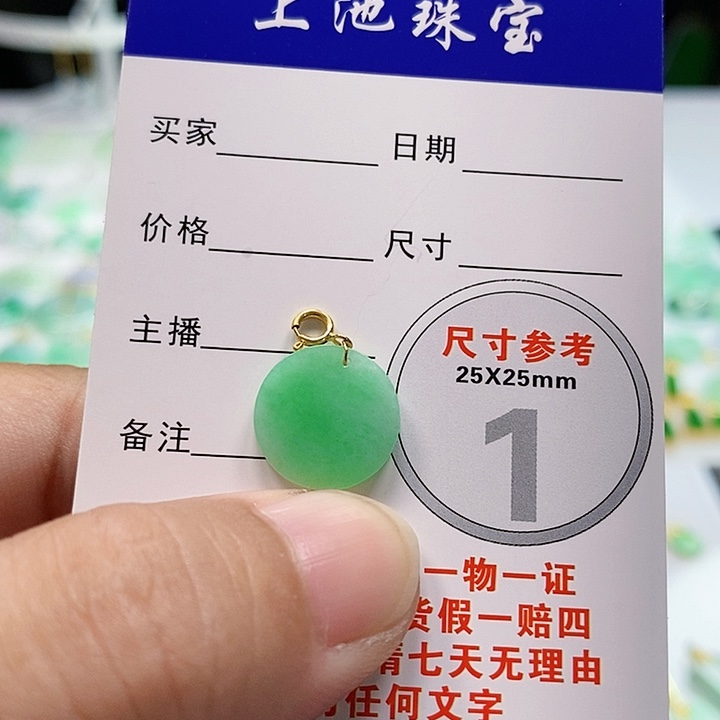 上池珠宝
买家 日期
价格 尺寸
主播
备注
尺寸参考
25X25mm
1
一物一证
货假一赔四
七天无理由
任何文字